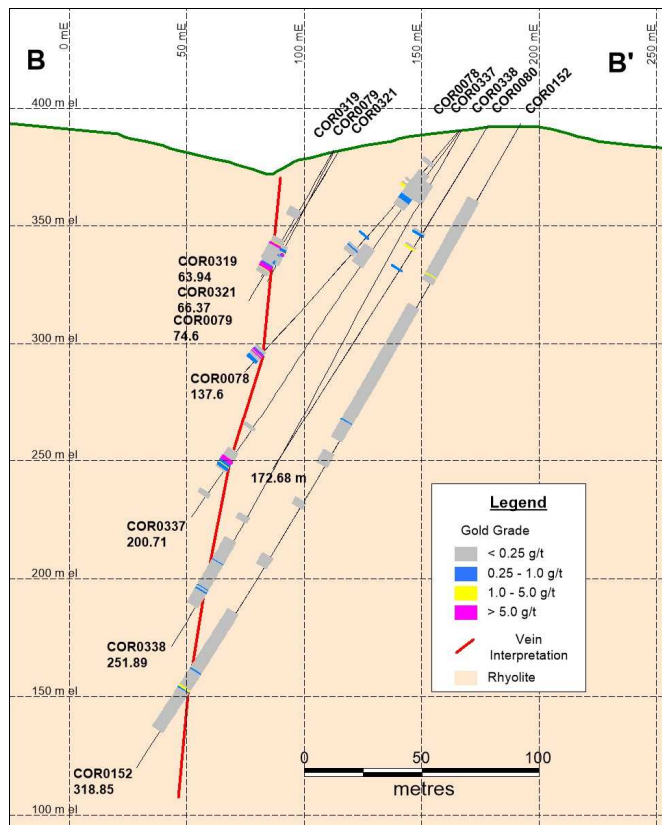 0 mE
50 mE
100 mE
200 mE
250 mE
B
B'
COR0319
COR0079
COR0321
COR0078
COR0337
COR0338
COR0080
COR0152
400 m el
350 m el
300 m el
250 m el
200 m el
150 m el
100 m el
COR0319
63.94
COR0321
66.37
COR0079
74.6
COR0078
137.6
172.68 m
COR0337
200.71
COR0338
251.89
COR0152
318.85
Legend
Gold Grade
< 0.25 g/t
0.25 - 1.0 g/t
1.0 - 5.0 g/t
> 5.0 g/t
Vein
Interpretation
Rhyolite
0 50 100
metres